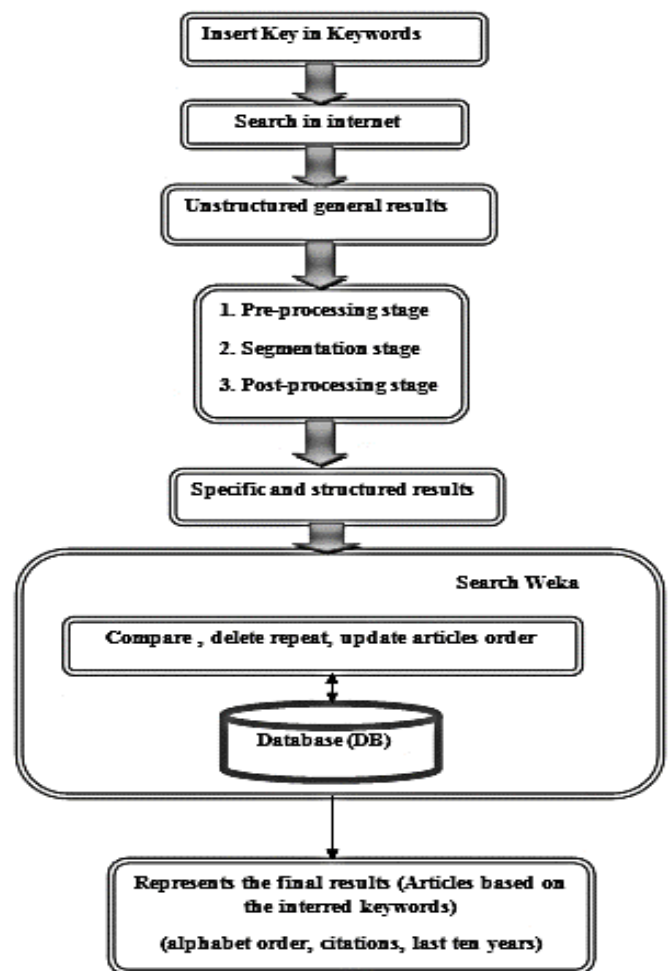 Insert Key in Keywords
Search in internet
Unstructured general results
1. Pre-processing stage
2. Segmentation stage
3. Post-processing stage
Specific and structured results
Search Weka
Compare , delete repeat, update articles order
Database (DB)
Represents the final results (Articles based on
the interred keywords)
(alphabet order, citations, last ten years)